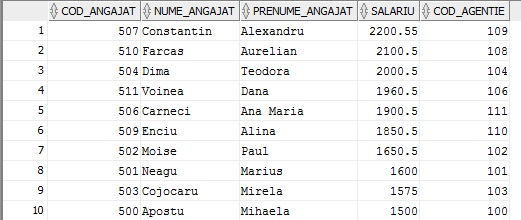 COD_ANGAJAT NUME_ANGAJAT PRENUME_ANGAJAT SALARIU COD_AGENTIE
1 507 Constantin Alexandru 2200.55 109
2 510 Farcas Aurelian 2100.5 108
3 504 Dima Teodora 2000.5 104
4 511 Voinea Dana 1960.5 106
5 506 Carneci Ana Maria 1900.5 111
6 509 Enciu Alina 1850.5 110
7 502 Moise Paul 1650.5 102
8 501 Neagu Marius 1600 101
9 503 Cojocaru Mirela 1575 103
10 500 Apostu Mihaela 1500 100